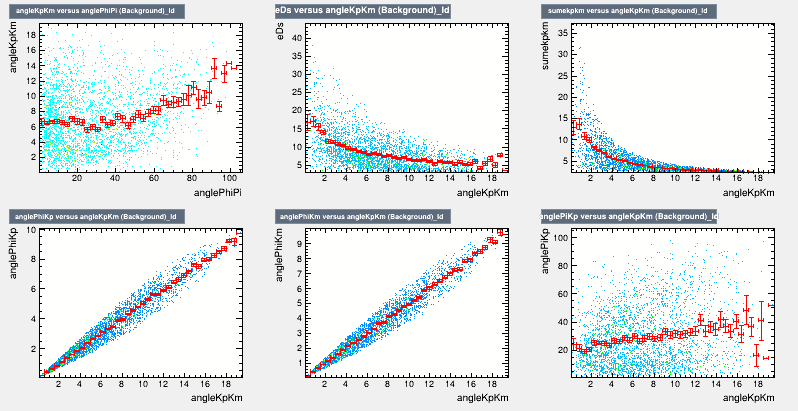 angleKpKm versus anglePhiPi (Background)_Id
angleKpKm
18
16
14
12
10
8
6
4
2
20 40 60 80 100
anglePhiPi
eDs versus angleKpKm (Background)_Id
eDs
40
35
30
25
20
15
10
5
2 4 6 8 10 12 14 16 18
angleKpKm
sumekpkm versus angleKpKm (Background)_Id
sumekpkm
35
30
25
20
15
10
5
2 4 6 8 10 12 14 16 18
angleKpKm
anglePhiKp versus angleKpKm (Background)_Id
anglePhiKp
10
8
6
4
2
2 4 6 8 10 12 14 16 18
angleKpKm
anglePhiKm versus angleKpKm (Background)_Id
anglePhiKm
9
8
7
6
5
4
3
2
1
2 4 6 8 10 12 14 16 18
angleKpKm
anglePiKp versus angleKpKm (Background)_Id
anglePiKp
100
80
60
40
20
2 4 6 8 10 12 14 16 18
angleKpKm